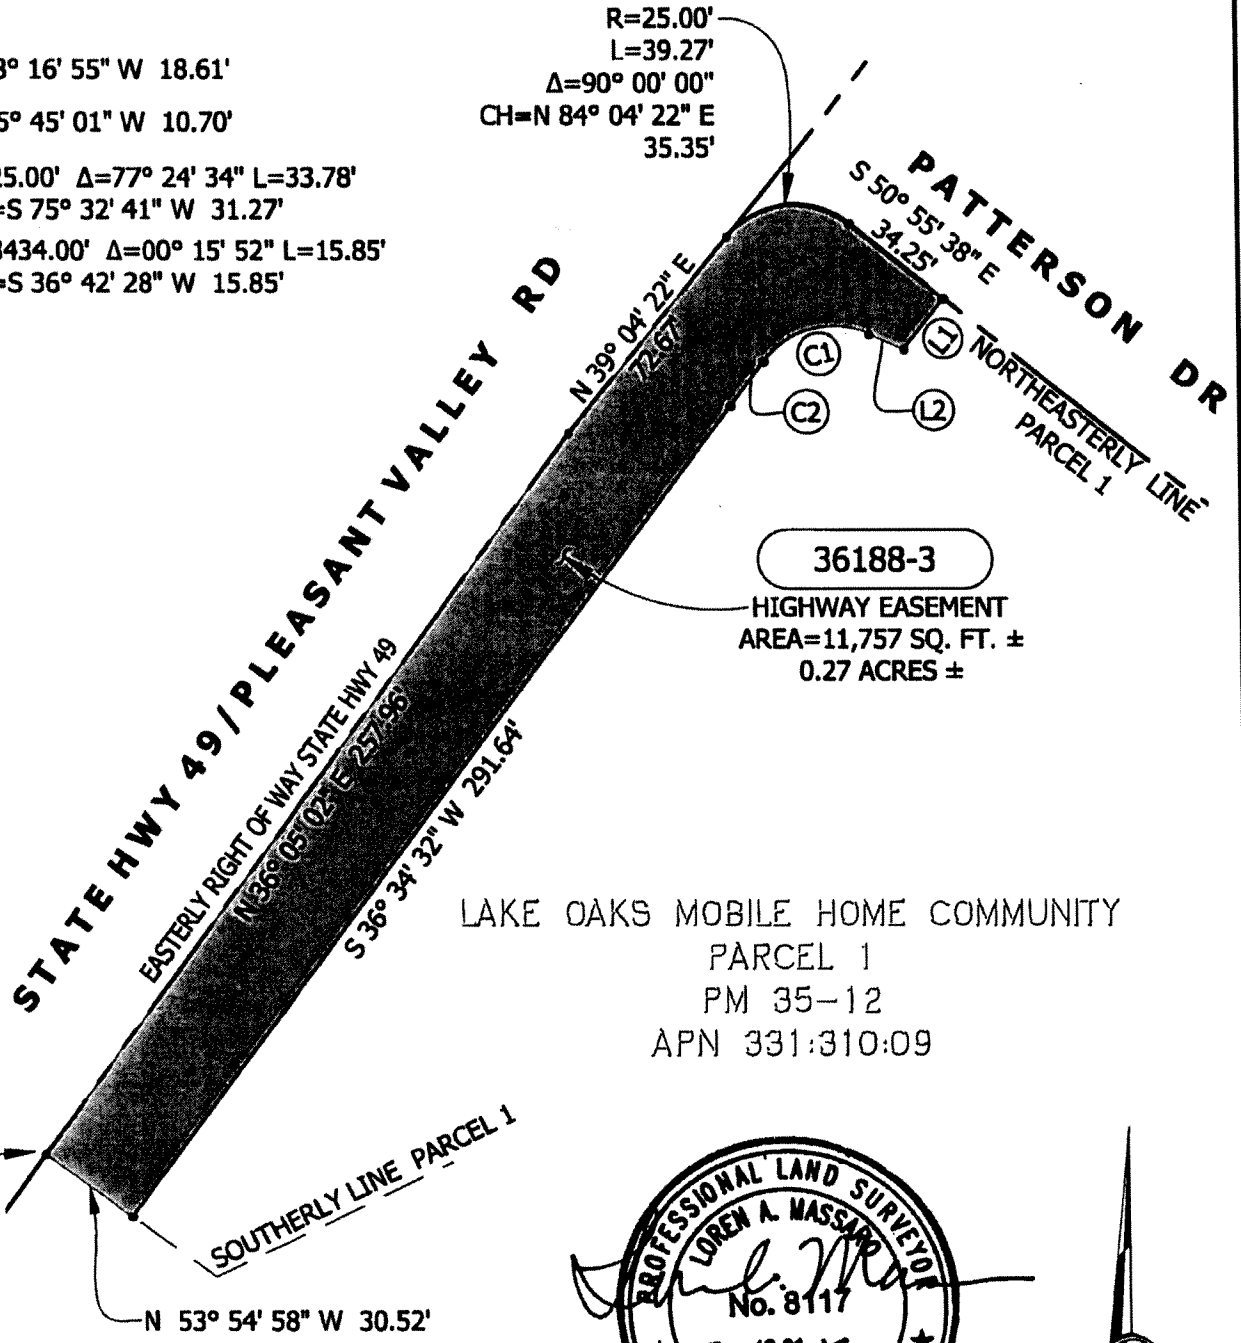 8° 16' 55" W 18.61'
5° 45' 01" W 10.70'
25.00' Δ=77° 24' 34" L=33.78'
=S 75° 32' 41" W 31.27'
3434.00' Δ=00° 15' 52" L=15.85'
=S 36° 42' 28" W 15.85'
R=25.00'
L=39.27'
Δ=90° 00' 00"
CH=N 84° 04' 22" E
35.35'
PATTERSON DR
S 50° 55' 38" E
34.25'
STATE HWY 49 / PLEASANT VALLEY RD
N 39° 04' 22" E
72.67'
C1
L1
C2
L2
NORTHEASTERLY LINE
PARCEL 1
36188-3
HIGHWAY EASEMENT
AREA=11,757 SQ. FT. ±
0.27 ACRES ±
EASTERLY RIGHT OF WAY STATE HWY 49
N 36° 05' 02" E 257.96'
S 36° 34' 32" W 291.64'
LAKE OAKS MOBILE HOME COMMUNITY
PARCEL 1
PM 35-12
APN 331:310:09
SOUTHERLY LINE PARCEL 1
N 53° 54' 58" W 30.52'
PROFESSIONAL LAND SURVEYOR
LOREN A. MASSARO
No. 8117